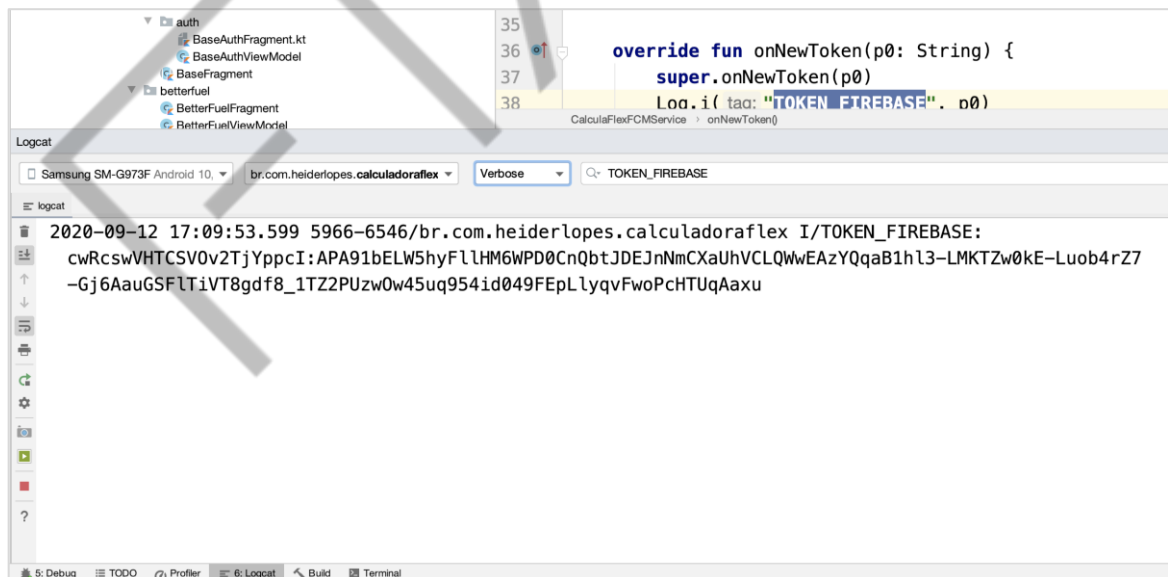 auth
BaseAuthFragment.kt
BaseAuthViewModel
BaseFragment
betterfuel
BetterFuelFragment
BetterFuelViewModel
35
36 override fun onNewToken(p0: String) {
37 super.onNewToken(p0)
38 Log.i( tag: "TOKEN_FIREBASE", p0)
CalculaFlexFCMService › onNewToken()
Logcat
Samsung SM-G973F Android 10, br.com.heiderlopes.calculadoraflex Verbose TOKEN_FIREBASE
logcat
2020-09-12 17:09:53.599 5966-6546/br.com.heiderlopes.calculadoraflex I/TOKEN_FIREBASE:
cwRcswVHTCSVOv2TjYppcI:APA91bELW5hyFllHM6WPD0CnQbtJDEJnNmCXaUhVCLQWwEAzYQqaB1hl3-LMKTZw0kE-Luob4rZ7
-Gj6AauGSFlTiVT8gdf8_1TZ2PUzwOw45uq954id049FEpLlyqvFwoPcHTUqAaxu
?
5: Debug TODO Profiler 6: Logcat Build Terminal